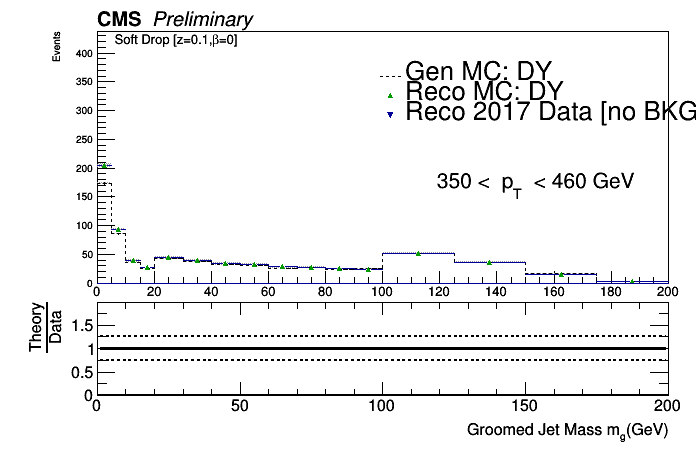 CMS Preliminary
Events
Soft Drop [z=0.1,β=0]
400
350
300
250
200
150
100
50
0
Gen MC: DY
Reco MC: DY
Reco 2017 Data [no BKG
350 < pT < 460 GeV
0 20 40 60 80 100 120 140 160 180 200
Theory
Data
1.5
1
0.5
0
0 50 100 150 200
Groomed Jet Mass mg(GeV)